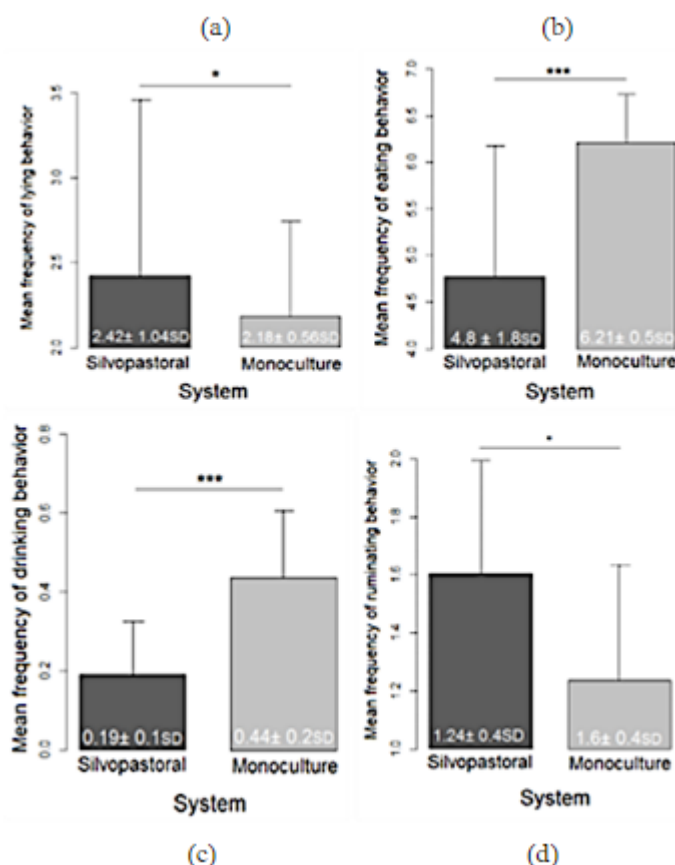 (a)
(b)
Mean frequency of lying behavior
3.5
3.0
2.5
2.0
*
2.42± 1.04SD
2.18± 0.56SD
Silvopastoral
Monoculture
System
Mean frequency of eating behavior
7.0
6.5
6.0
5.5
5.0
4.5
4.0
***
4.8 ± 1.8SD
6.21± 0.5SD
Silvopastoral
Monoculture
System
Mean frequency of drinking behavior
0.8
0.6
0.4
0.2
0.0
***
0.19± 0.1SD
0.44± 0.2SD
Silvopastoral
Monoculture
System
Mean frequency of ruminating behavior
2.0
1.8
1.6
1.4
1.2
1.0
*
1.24± 0.4SD
1.6± 0.4SD
Silvopastoral
Monoculture
System
(c)
(d)